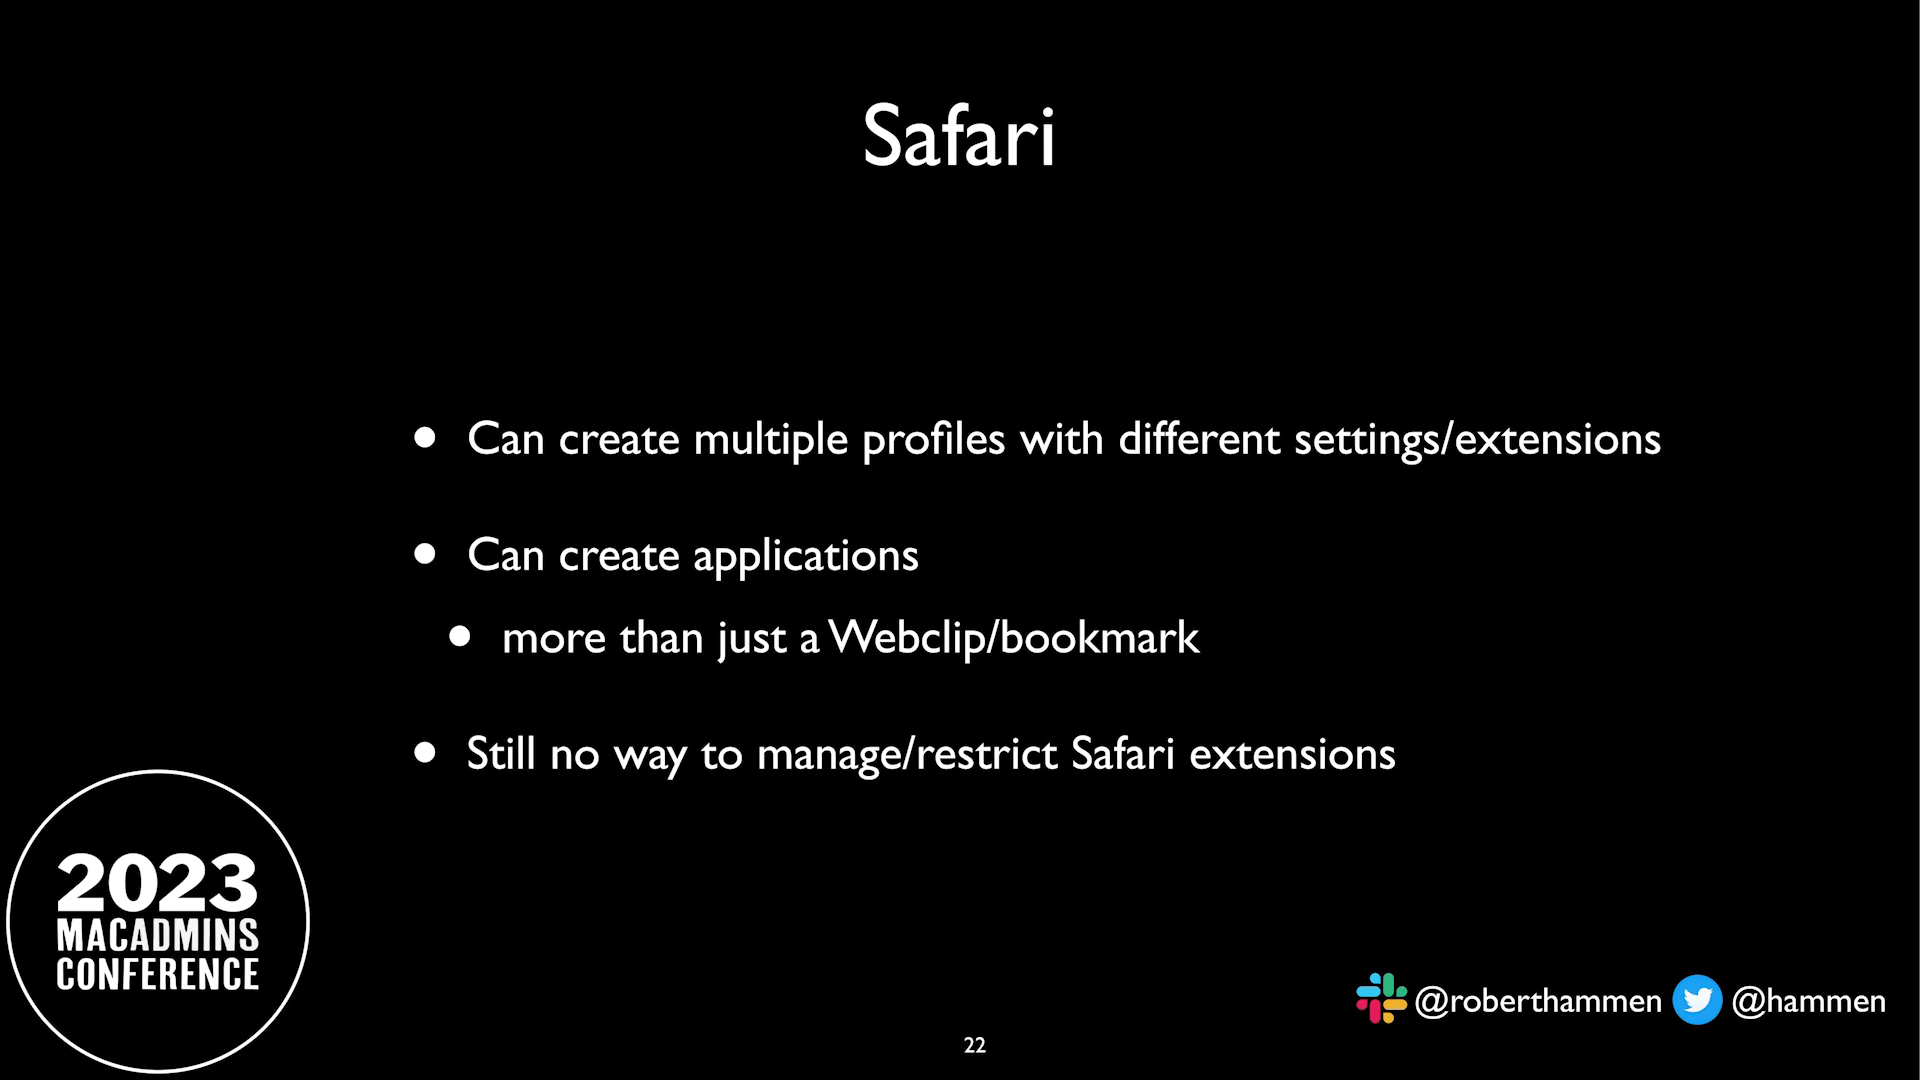 Safari
• Can create multiple profiles with different settings/extensions
• Can create applications
• more than just a Webclip/bookmark
• Still no way to manage/restrict Safari extensions
2023
MACADMINS
CONFERENCE
@roberthammen @hammen
22